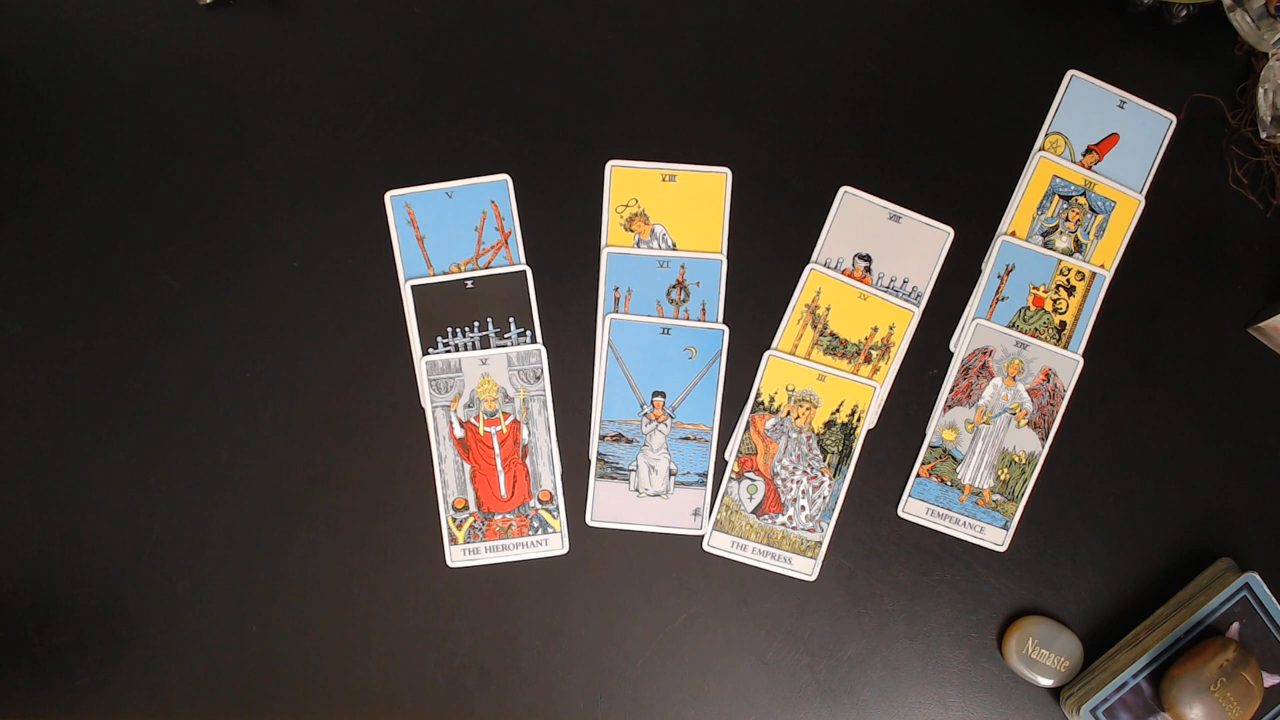 V
X
V
THE HIEROPHANT
VIII
VI
II
VIII
IV
III
THE EMPRESS.
II
VII
XIV
TEMPERANCE.
Namaste